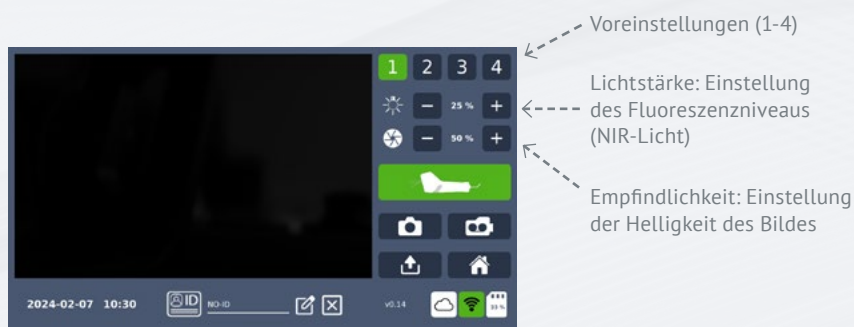 Voreinstellungen (1-4)
1 2 3 4
Lichtstärke: Einstellung
des Fluoreszenzniveaus
(NIR-Licht)
− 25 % +
− 50 % +
Empfindlichkeit: Einstellung
der Helligkeit des Bildes
2024-02-07 10:30
ID
NO-ID
v0.14